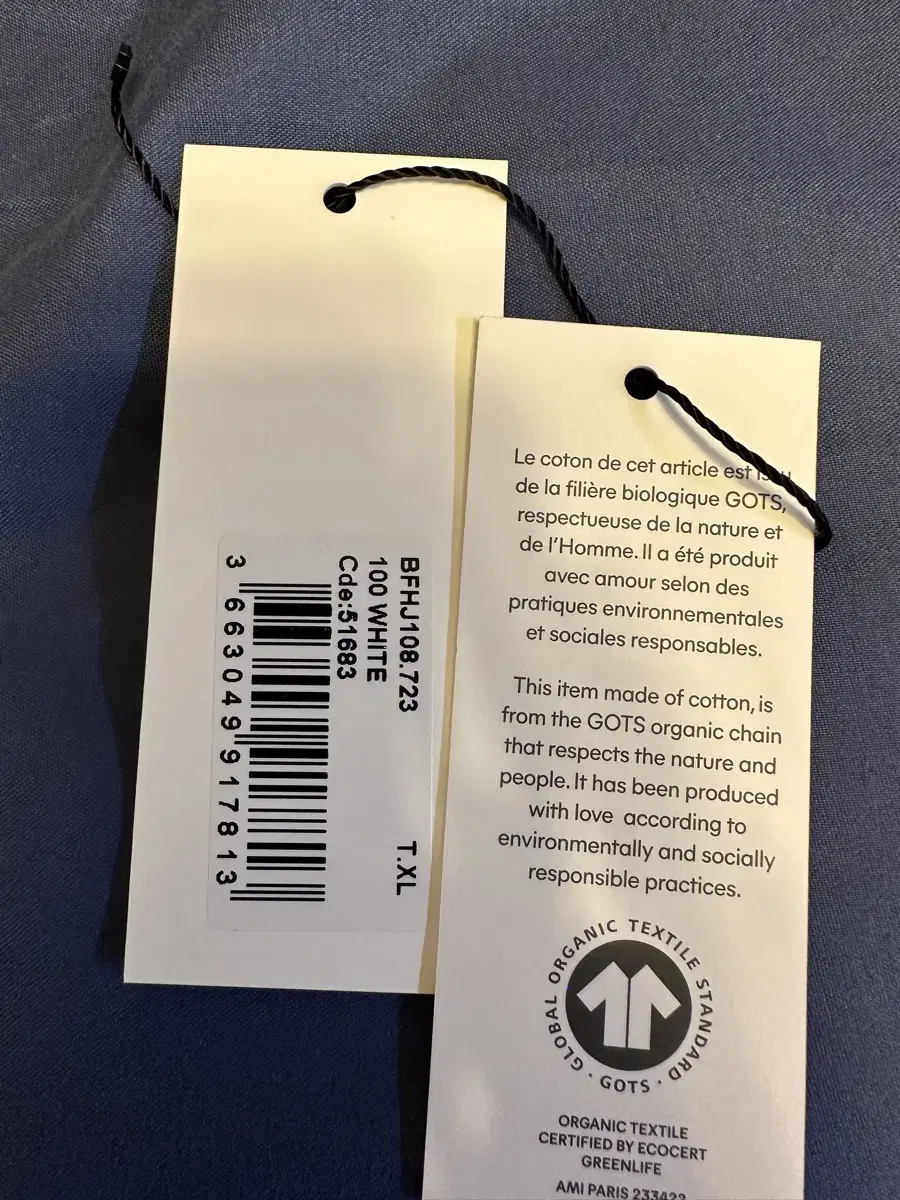 BFHJ108.723
100 WHITE
Cde:51683
T.XL
3 663049 917813
Le coton de cet article est issu
de la filière biologique GOTS,
respectueuse de la nature et
de l'Homme. Il a été produit
avec amour selon des
pratiques environnementales
et sociales responsables.
This item made of cotton, is
from the GOTS organic chain
that respects the nature and
people. It has been produced
with love according to
environmentally and socially
responsible practices.
GLOBAL ORGANIC TEXTILE STANDARD · GOTS ·
ORGANIC TEXTILE
CERTIFIED BY ECOCERT
GREENLIFE
AMI PARIS 233422